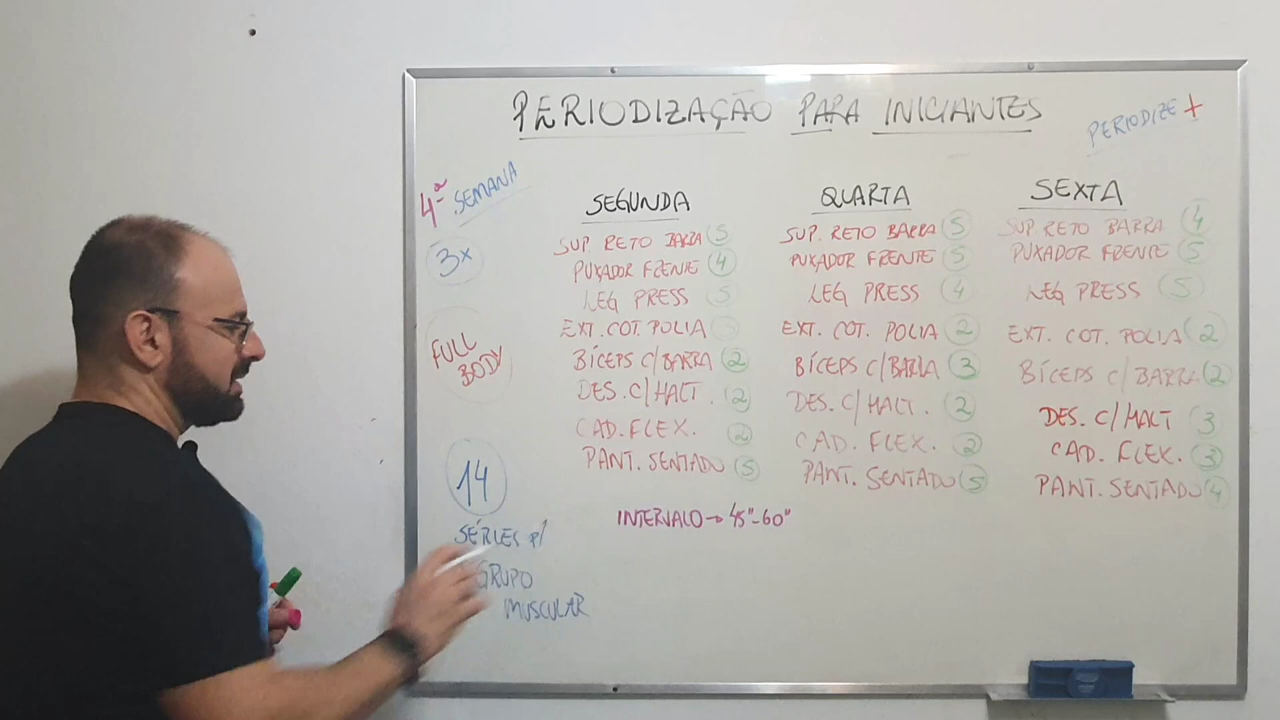 PERIODIZAÇÃO PARA INICIANTES
PERIODIZE +
4ª SEMANA
3x
FULL
BODY
14
SÉRIES p/
GRUPO
MUSCULAR
SEGUNDA
SUP. RETO BARRA 5
PUXADOR FRENTE 4
LEG PRESS 5
EXT. COT. POLIA 3
BÍCEPS C/BARRA 2
DES. C/HALT. 2
CAD. FLEX. 2
PANT. SENTADO 5
QUARTA
SUP. RETO BARRA 5
PUXADOR FRENTE 5
LEG PRESS 4
EXT. COT. POLIA 2
BÍCEPS C/BARRA 3
DES. C/HALT. 2
CAD. FLEX. 2
PANT. SENTADO 5
SEXTA
SUP. RETO BARRA 4
PUXADOR FRENTE 5
LEG PRESS 5
EXT. COT. POLIA 2
BÍCEPS C/BARRA 2
DES. C/HALT 3
CAD. FLEX. 3
PANT. SENTADO 4
INTERVALO → 45"-60"